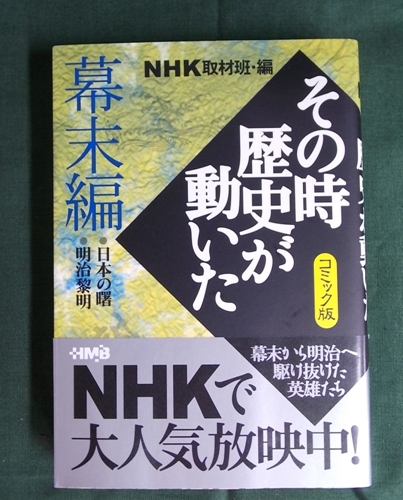 NHK取材班・編
その時
歴史が
動いた
コミック版
幕末編
・日本の曙
・明治黎明
HMB
幕末から明治へ
駆け抜けた
英雄たち
NHKで
大人気放映中!